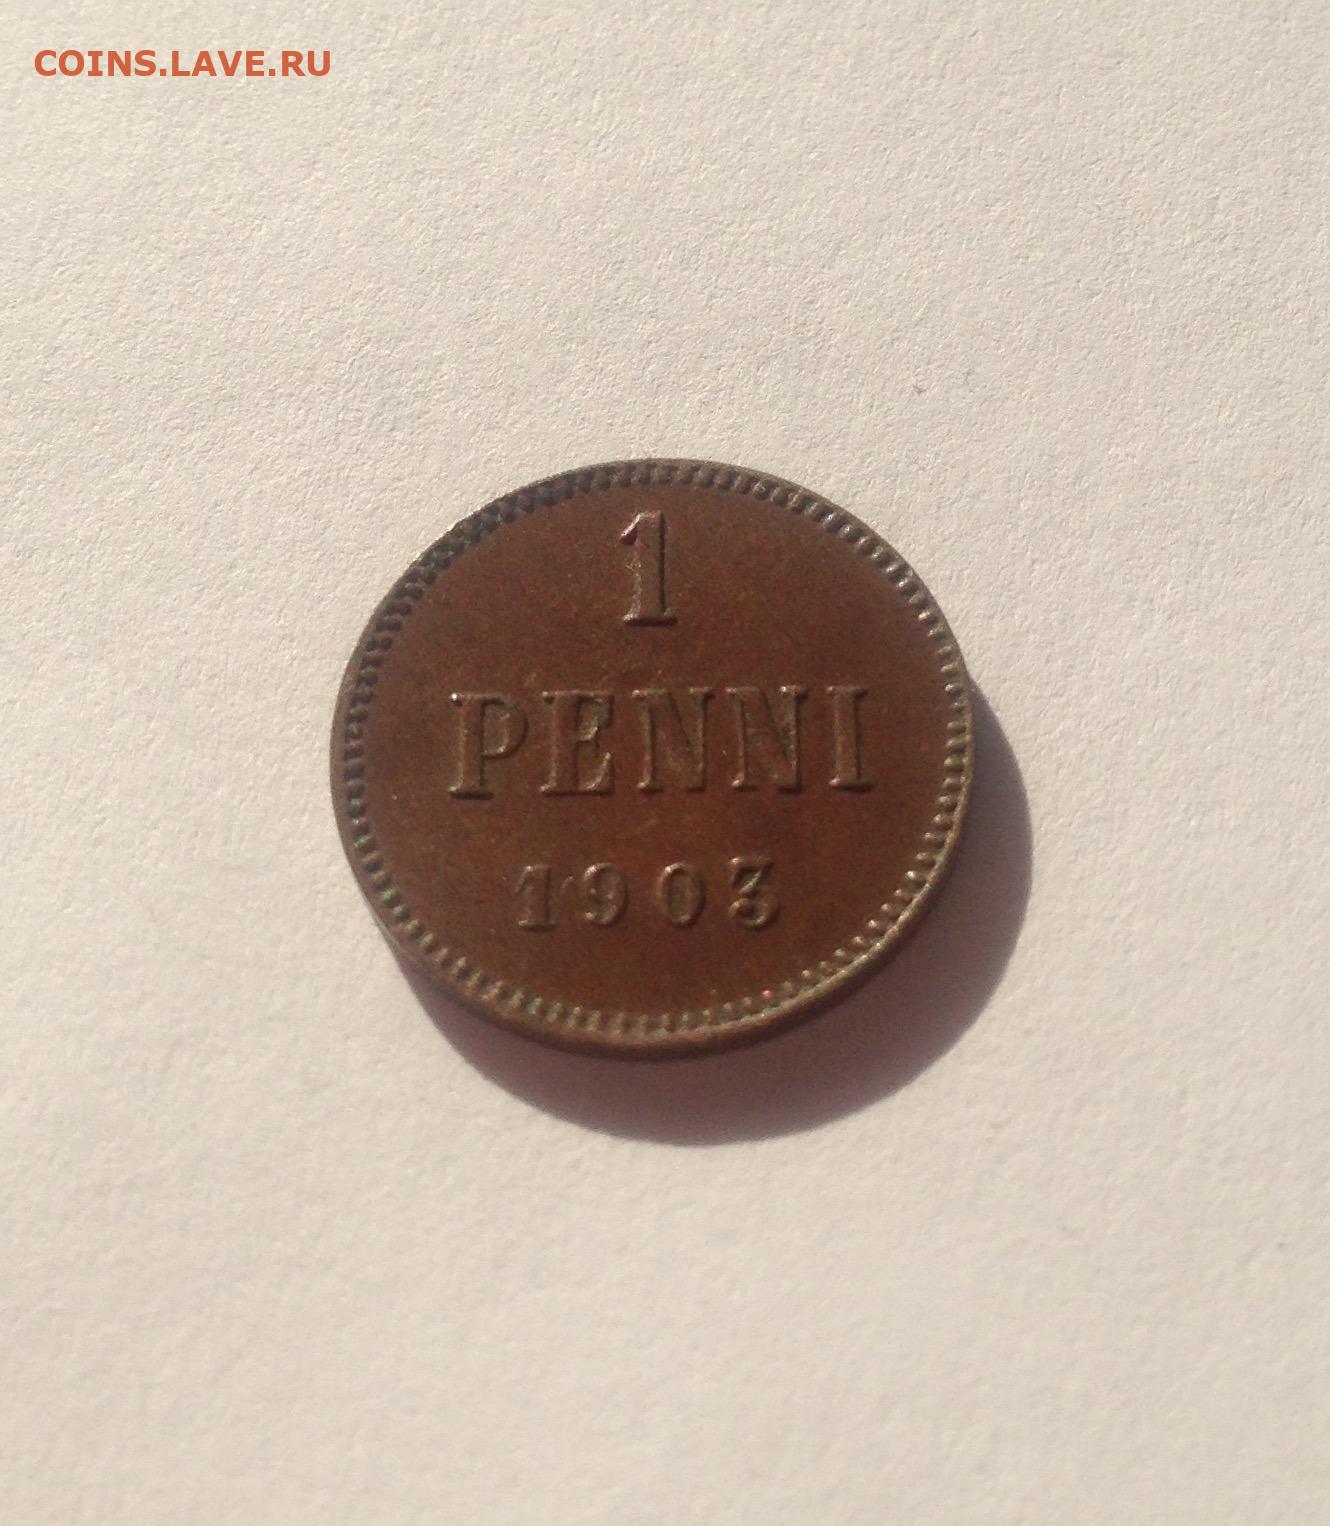 COINS.LAVE.RU
1
PENNI
1903